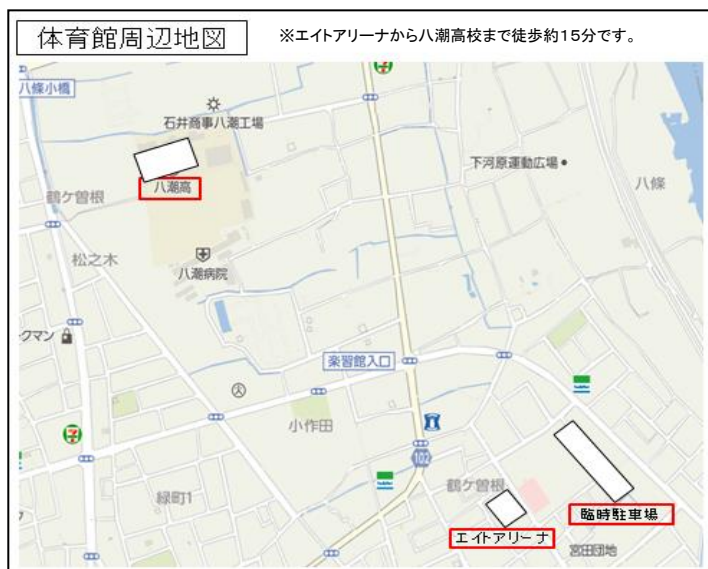 体育館周辺地図
※エイトアリーナから八潮高校まで徒歩約15分です。
八條小橋
石井商事八潮工場
下河原運動広場
八潮高
八條
鶴ケ曽根
松之木
八潮病院
ークマン
楽習館入口
小作田
102
鶴ケ曽根
緑町1
臨時駐車場
エイトアリーナ
宮田団地